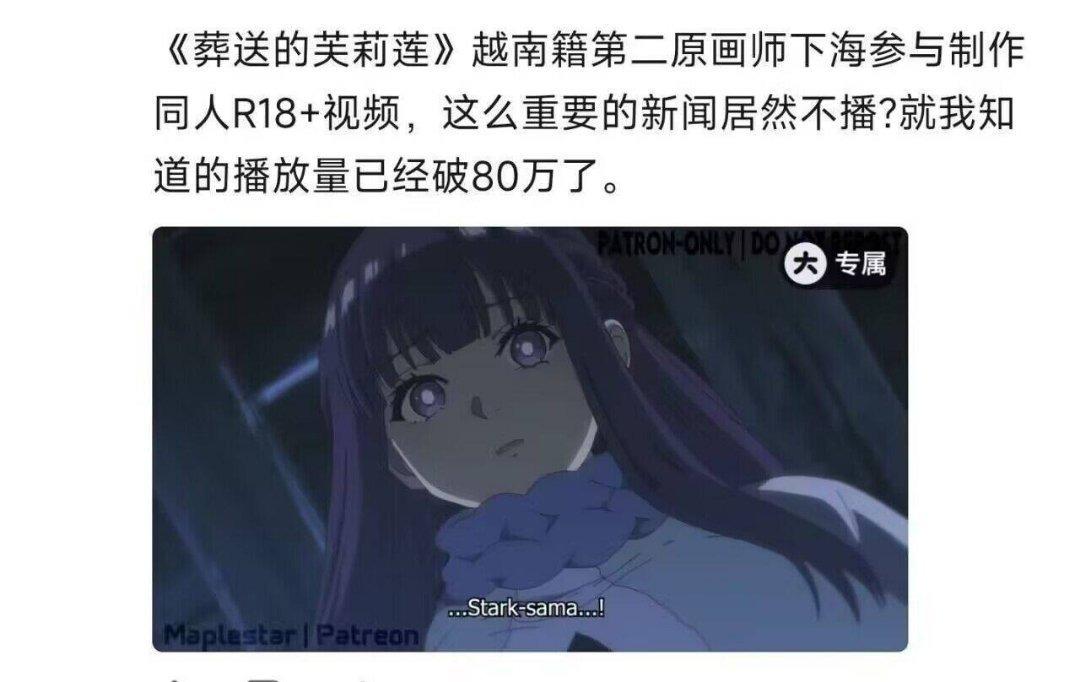 《葬送的芙莉莲》越南籍第二原画师下海参与制作
同人R18+视频，这么重要的新闻居然不播?就我知
道的播放量已经破80万了。
PATRON-ONLY | DO NOT REPOST
大 专属
...Stark-sama...!
Maplestar | Patreon